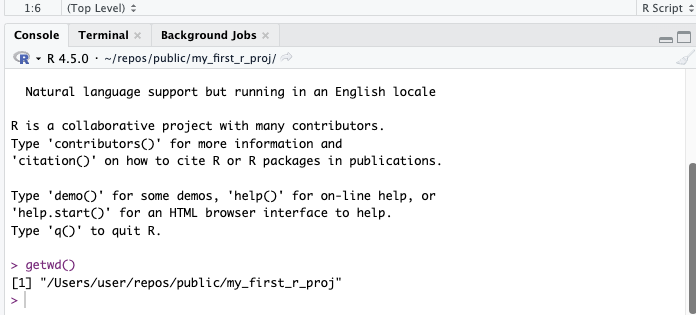 1:6 (Top Level) R Script
Console Terminal Background Jobs
R 4.5.0 · ~/repos/public/my_first_r_proj/
Natural language support but running in an English locale
R is a collaborative project with many contributors.
Type 'contributors()' for more information and
'citation()' on how to cite R or R packages in publications.
Type 'demo()' for some demos, 'help()' for on-line help, or
'help.start()' for an HTML browser interface to help.
Type 'q()' to quit R.
> getwd()
[1] "/Users/user/repos/public/my_first_r_proj"
>